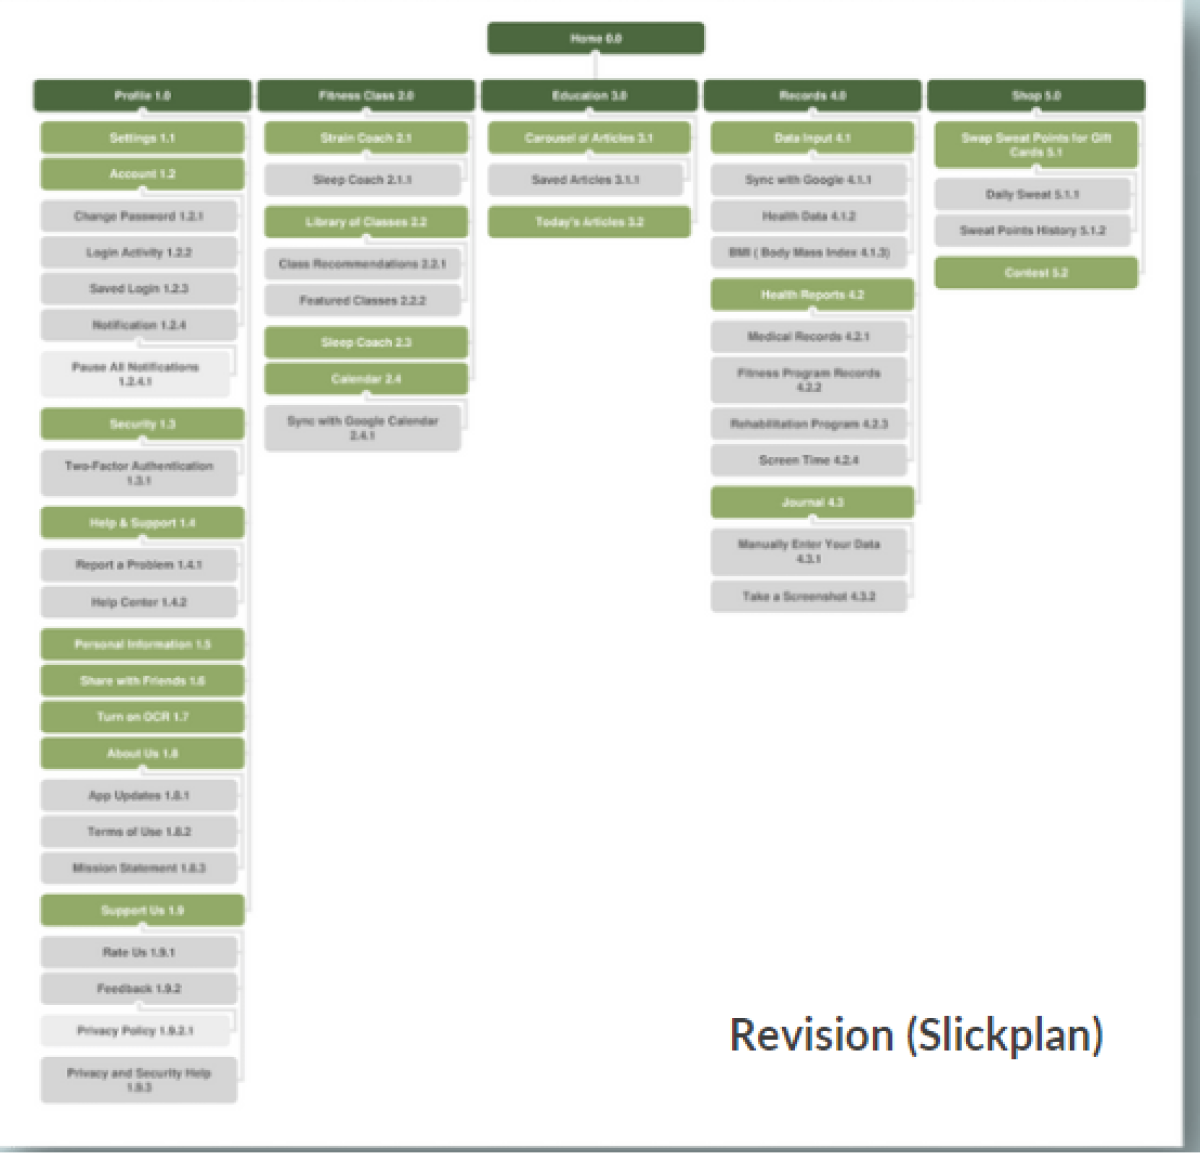 Home 0.0
Profile 1.0
Settings 1.1
Account 1.2
Change Password 1.2.1
Login Activity 1.2.2
Saved Login 1.2.3
Notification 1.2.4
Pause All Notifications
1.2.4.1
Security 1.3
Two-Factor Authentication
1.3.1
Help & Support 1.4
Report a Problem 1.4.1
Help Center 1.4.2
Personal Information 1.5
Share with Friends 1.6
Turn on OCR 1.7
About Us 1.8
App Updates 1.8.1
Terms of Use 1.8.2
Mission Statement 1.8.3
Support Us 1.9
Rate Us 1.9.1
Feedback 1.9.2
Privacy Policy 1.9.2.1
Privacy and Security Help
1.9.3
Fitness Class 2.0
Strain Coach 2.1
Sleep Coach 2.1.1
Library of Classes 2.2
Class Recommendations 2.2.1
Featured Classes 2.2.2
Sleep Coach 2.3
Calendar 2.4
Sync with Google Calendar
2.4.1
Education 3.0
Carousel of Articles 3.1
Saved Articles 3.1.1
Today's Articles 3.2
Records 4.0
Data Input 4.1
Sync with Google 4.1.1
Health Data 4.1.2
BMI ( Body Mass Index 4.1.3)
Health Reports 4.2
Medical Records 4.2.1
Fitness Program Records
4.2.2
Rehabilitation Program 4.2.3
Screen Time 4.2.4
Journal 4.3
Manually Enter Your Data
4.3.1
Take a Screenshot 4.3.2
Shop 5.0
Swap Sweat Points for Gift
Cards 5.1
Daily Sweat 5.1.1
Sweat Points History 5.1.2
Contest 5.2
Revision (Slickplan)